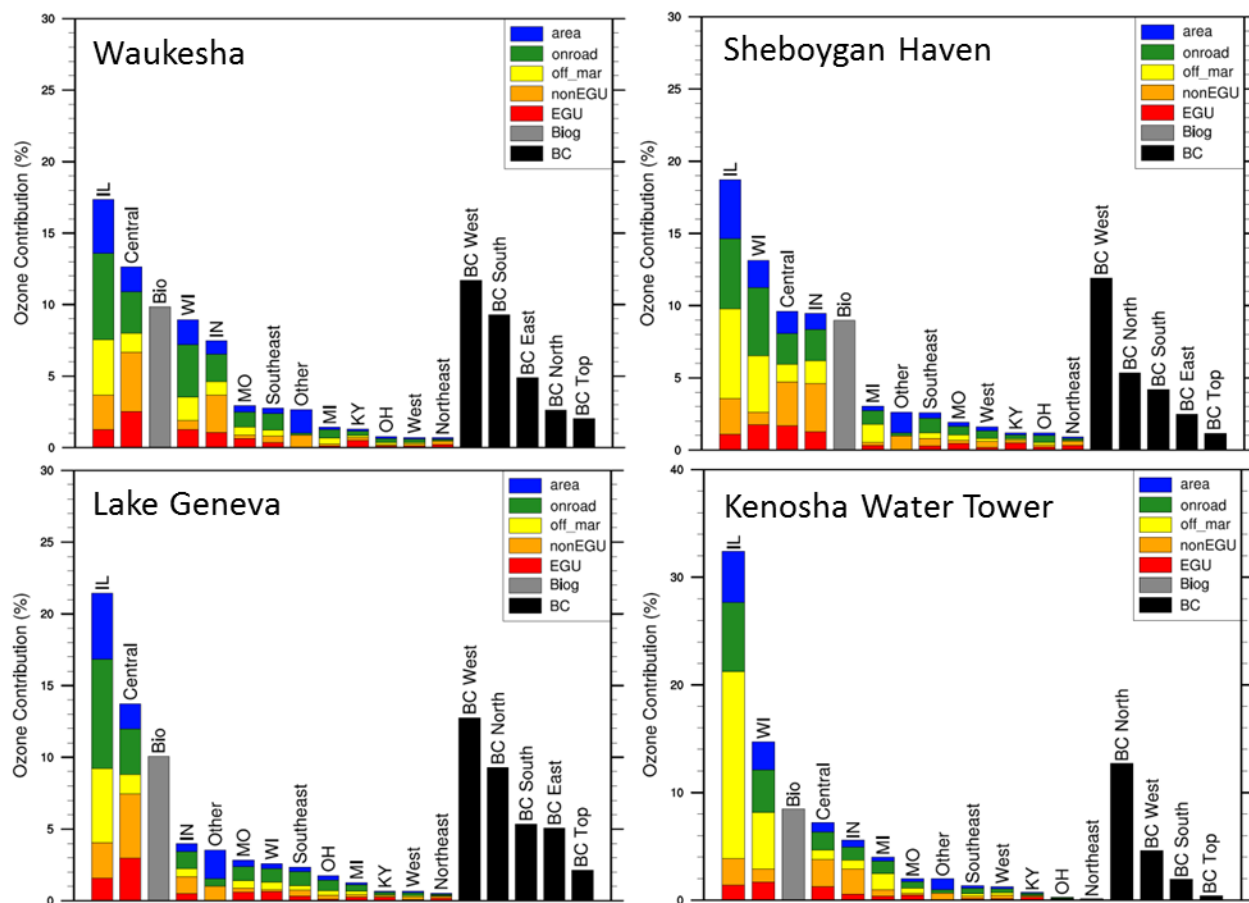 Waukesha
Ozone Contribution (%)
30
25
20
15
10
5
0
area
onroad
off_mar
nonEGU
EGU
Biog
BC
IL
Central
Bio
WI
IN
MO
Southeast
Other
MI
KY
OH
West
Northeast
BC West
BC South
BC East
BC North
BC Top
Sheboygan Haven
Ozone Contribution (%)
30
25
20
15
10
5
0
area
onroad
off_mar
nonEGU
EGU
Biog
BC
IL
WI
Central
IN
Bio
MI
Other
Southeast
MO
West
KY
OH
Northeast
BC West
BC North
BC South
BC East
BC Top
Lake Geneva
Ozone Contribution (%)
30
25
20
15
10
5
0
area
onroad
off_mar
nonEGU
EGU
Biog
BC
IL
Central
Bio
IN
Other
MO
WI
Southeast
OH
MI
KY
West
Northeast
BC West
BC North
BC South
BC East
BC Top
Kenosha Water Tower
Ozone Contribution (%)
40
30
20
10
0
area
onroad
off_mar
nonEGU
EGU
Biog
BC
IL
WI
Bio
Central
IN
MI
MO
Other
Southeast
West
KY
OH
Northeast
BC North
BC West
BC South
BC Top